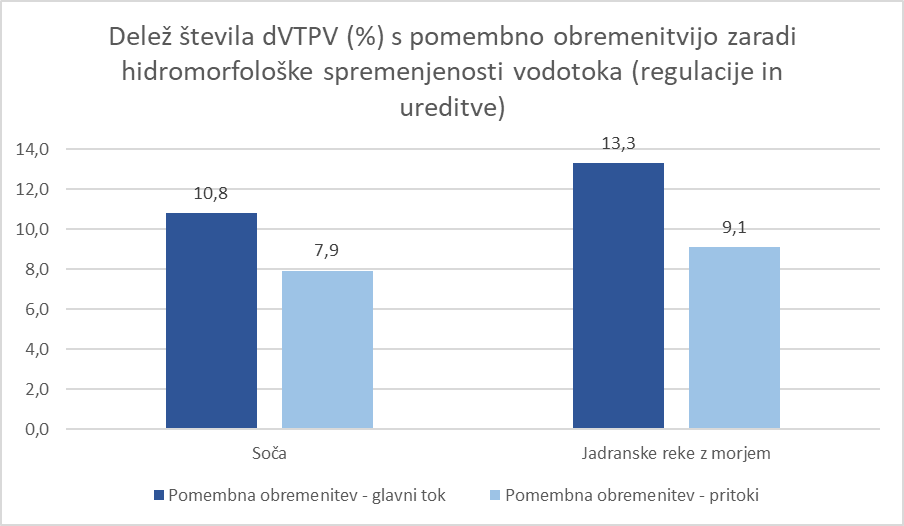 Delež števila dVTPV (%) s pomembno obremenitvijo zaradi
hidromorfološke spremenjenosti vodotoka (regulacije in
ureditve)
14,0
12,0
10,0
8,0
6,0
4,0
2,0
0,0
10,8
7,9
13,3
9,1
Soča
Jadranske reke z morjem
Pomembna obremenitev - glavni tok
Pomembna obremenitev - pritoki